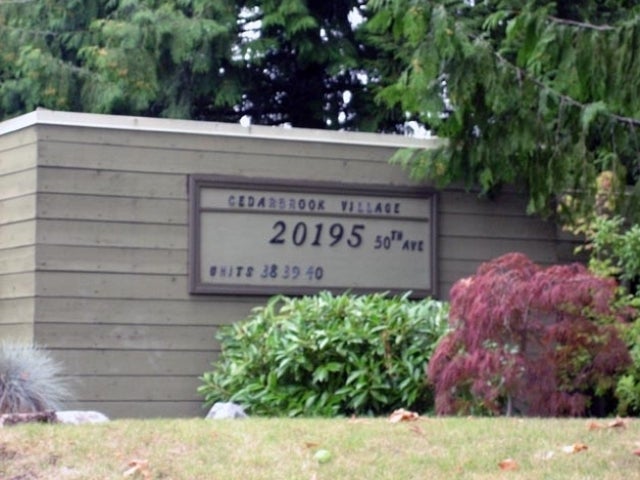 CEDARBROOK VILLAGE
20195 50TH AVE
UNITS 38 39 40